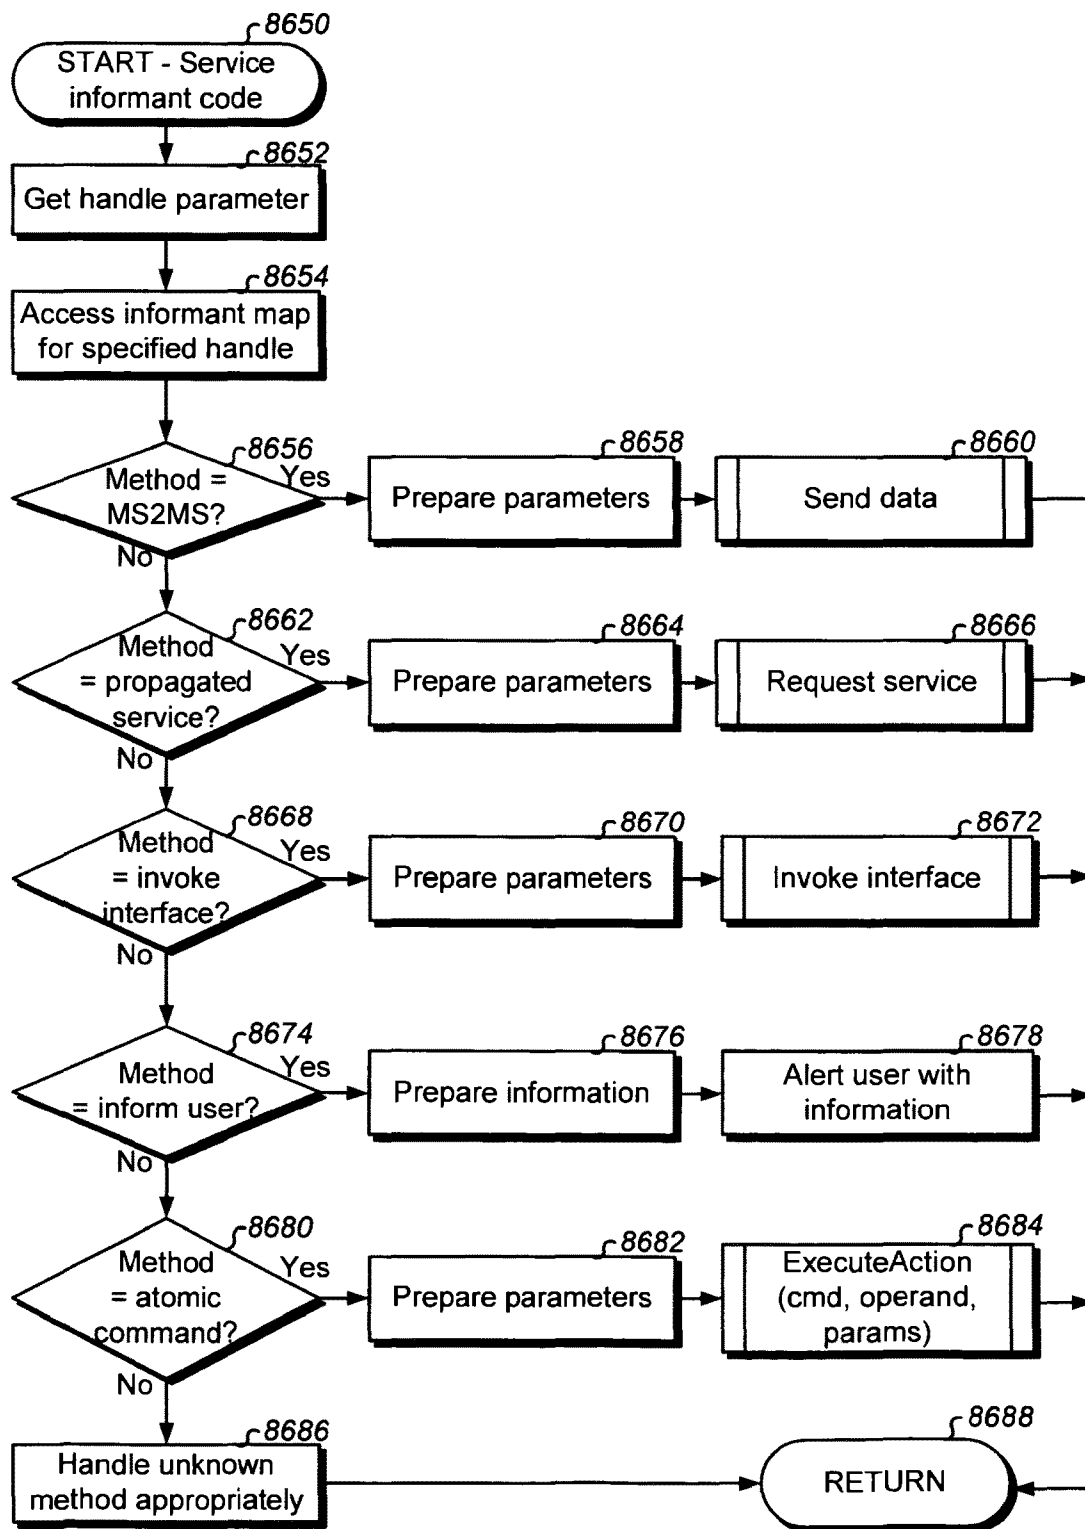 8650
START - Service
informant code
8652
Get handle parameter
8654
Access informant map
for specified handle
8656
Method =
MS2MS?
Yes
No
8658
Prepare parameters
8660
Send data
8662
Method
= propagated
service?
Yes
No
8664
Prepare parameters
8666
Request service
8668
Method
= invoke
interface?
Yes
No
8670
Prepare parameters
8672
Invoke interface
8674
Method
= inform user?
Yes
No
8676
Prepare information
8678
Alert user with
information
8680
Method
= atomic
command?
Yes
No
8682
Prepare parameters
8684
ExecuteAction
(cmd, operand,
params)
8686
Handle unknown
method appropriately
8688
RETURN